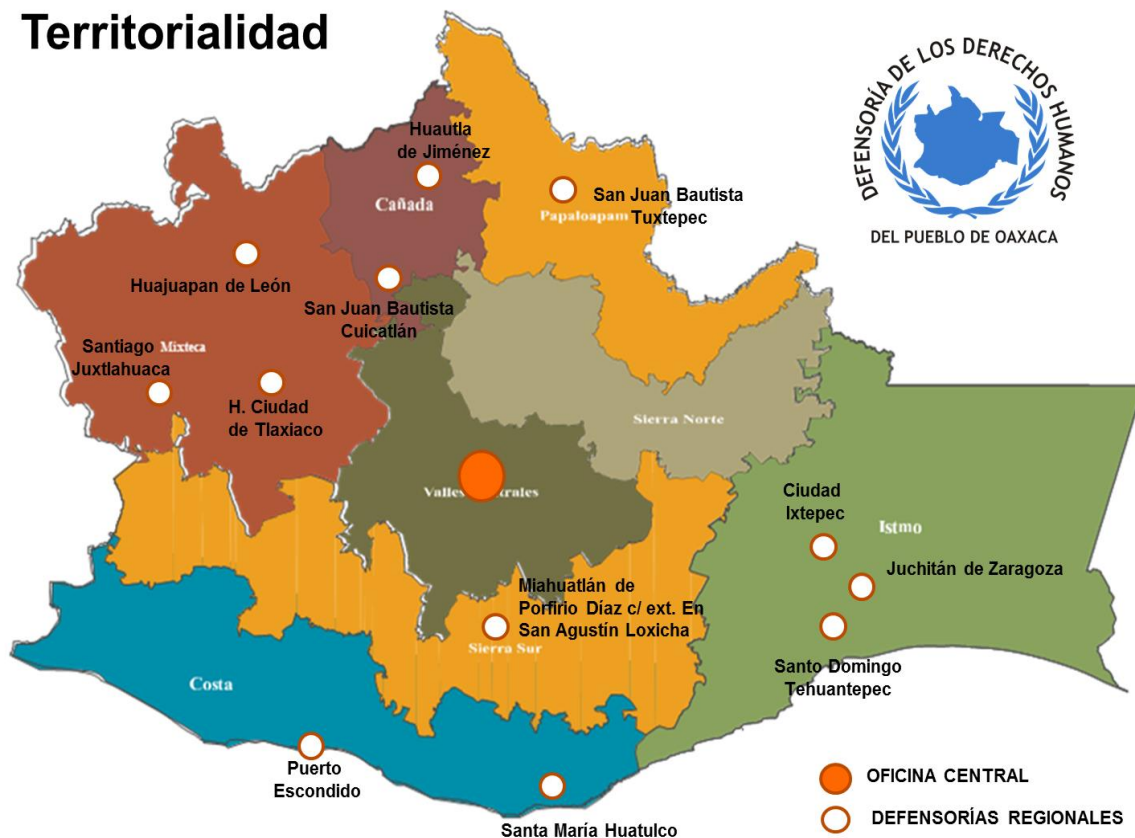 Territorialidad
DEFENSORÍA DE LOS DERECHOS HUMANOS
DEL PUEBLO DE OAXACA
Huautla
de Jiménez
Cañada
San Juan Bautista
Tuxtepec
Papaloapam
Huajuapan de León
San Juan Bautista
Cuicatlán
Santiago
Juxtlahuaca
Mixteca
H. Ciudad
de Tlaxiaco
Sierra Norte
Valles
trales
Ciudad
Ixtepec
Istmo
Juchitán de Zaragoza
Miahuatlán de
Porfirio Díaz c/ ext. En
San Agustín Loxicha
Sierra Sur
Santo Domingo
Tehuantepec
Costa
Puerto
Escondido
Santa María Huatulco
OFICINA CENTRAL
DEFENSORÍAS REGIONALES